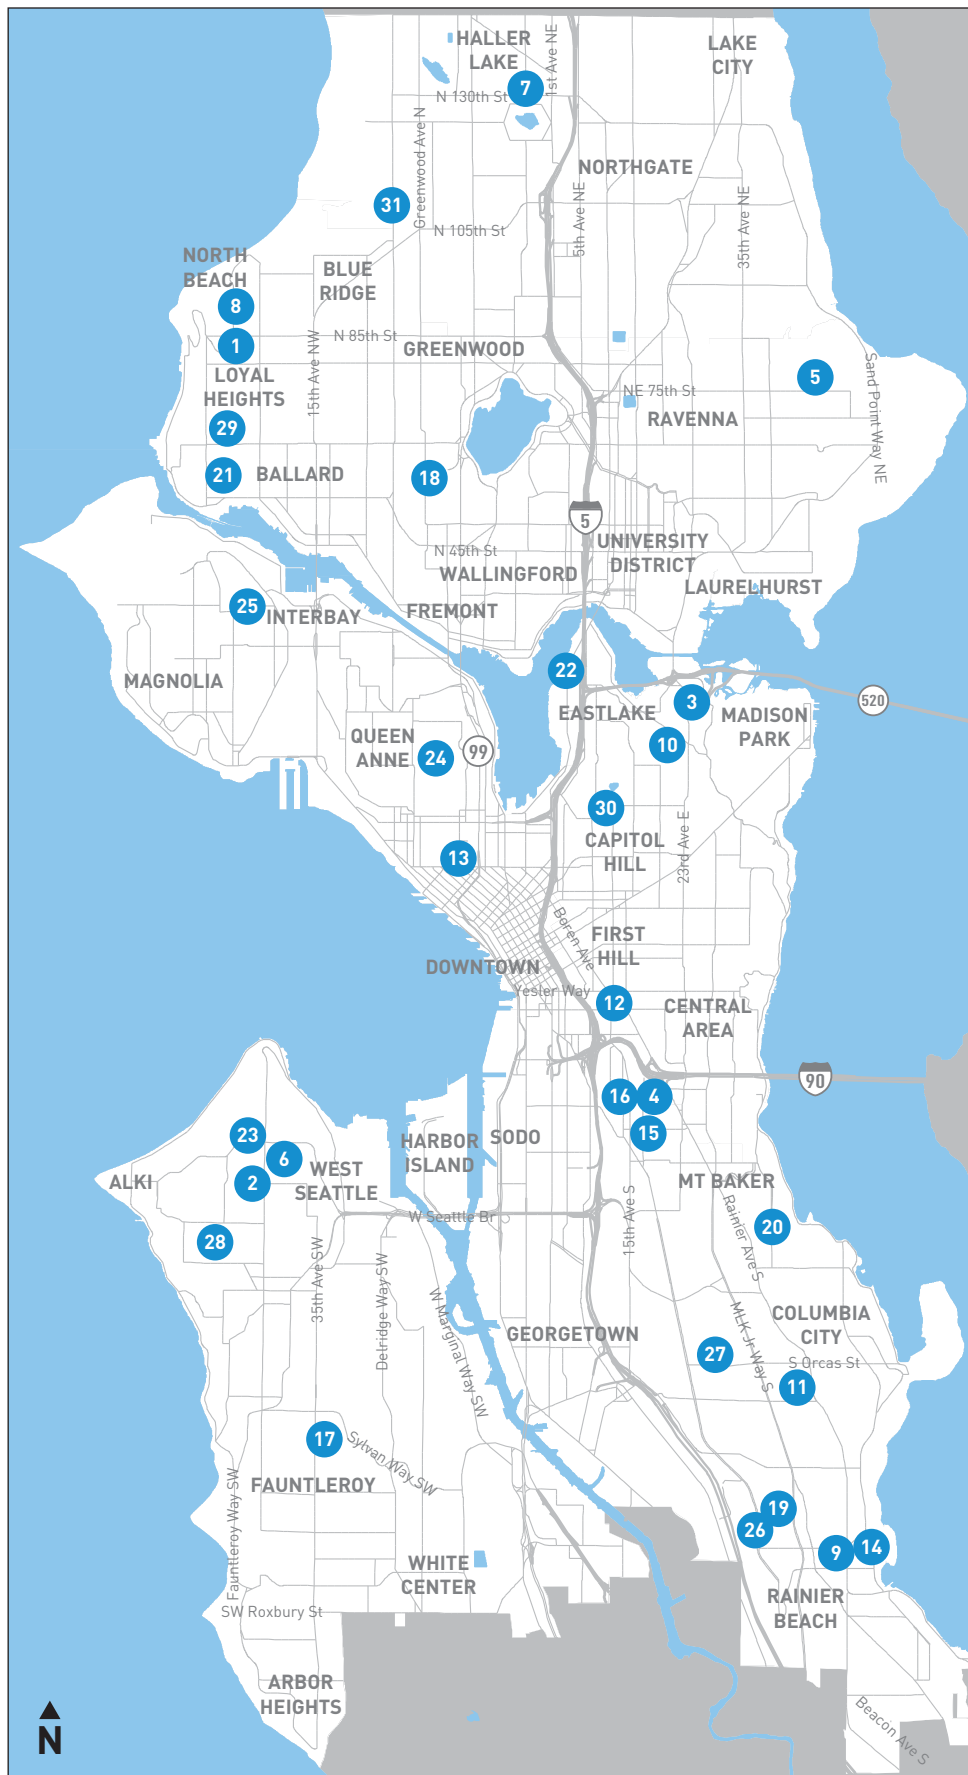 HALLER
LAKE
LAKE
CITY
1st Ave NE
7
N 130th St
Greenwood Ave N
NORTHGATE
31
5th Ave NE
35th Ave NE
N 105th St
NORTH
BEACH
BLUE
RIDGE
8
1
N 85th St
15th Ave NW
GREENWOOD
LOYAL
HEIGHTS
5
Sand Point Way NE
NE 75th St
RAVENNA
29
21
BALLARD
18
5
UNIVERSITY
DISTRICT
N 45th St
WALLINGFORD
LAURELHURST
25
INTERBAY
FREMONT
22
MAGNOLIA
3
520
EASTLAKE
MADISON
PARK
QUEEN
ANNE
24
99
10
30
CAPITOL
HILL
23rd Ave E
13
Boren Ave
FIRST
HILL
DOWNTOWN
Yesler Way
12
CENTRAL
AREA
90
16
4
15
23
6
2
WEST
SEATTLE
HARBOR
ISLAND
SODO
ALKI
MT BAKER
W Seattle Br
15th Ave S
Rainier Ave S
20
28
35th Ave SW
Delridge Way SW
W Marginal Way SW
GEORGETOWN
COLUMBIA
CITY
MLK Jr Way S
27
S Orcas St
11
17
Sylvan Way SW
FAUNTLEROY
Fauntleroy Way SW
19
26
9
14
WHITE
CENTER
RAINIER
BEACH
SW Roxbury St
ARBOR
HEIGHTS
Beacon Ave S
N